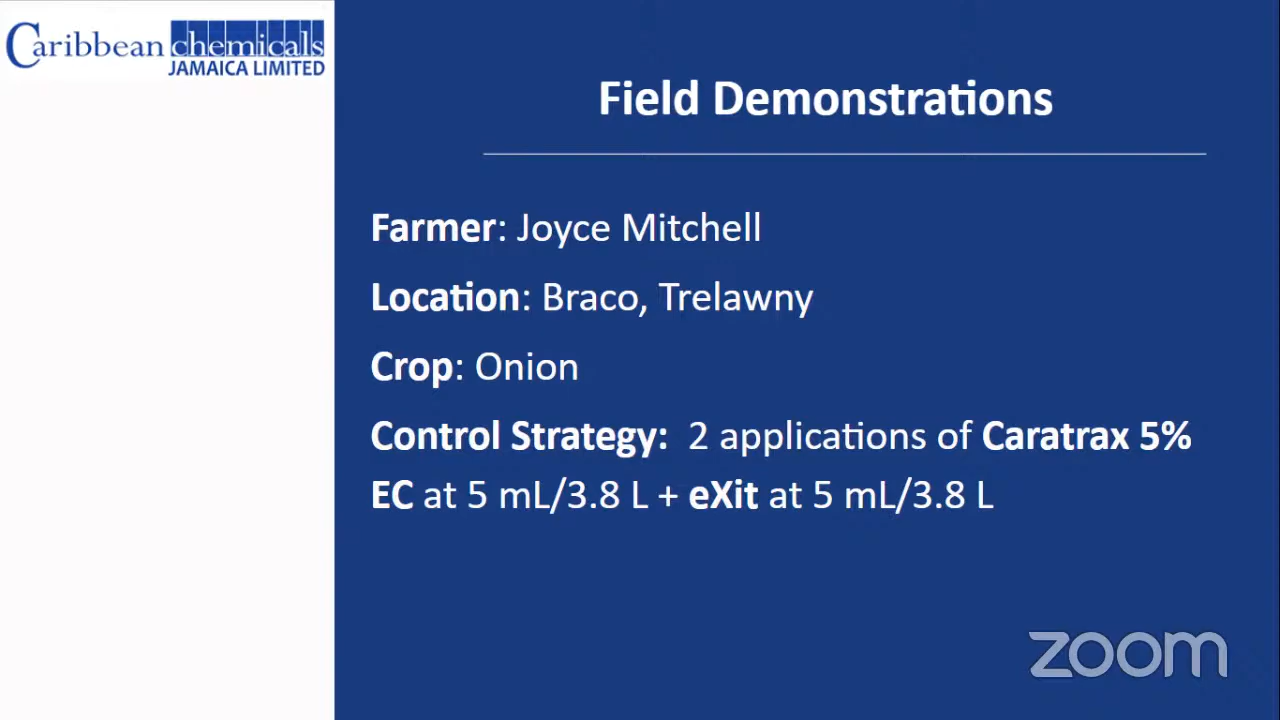 Caribbean chemicals
JAMAICA LIMITED
Field Demonstrations
Farmer: Joyce Mitchell
Location: Braco, Trelawny
Crop: Onion
Control Strategy: 2 applications of Caratrax 5%
EC at 5 mL/3.8 L + eXit at 5 mL/3.8 L
zoom